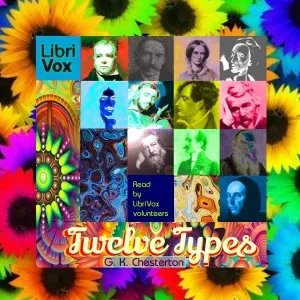 Libri
Vox
Read
by
LibriVox
volunteers
Twelve Types
G. K. Chesterton